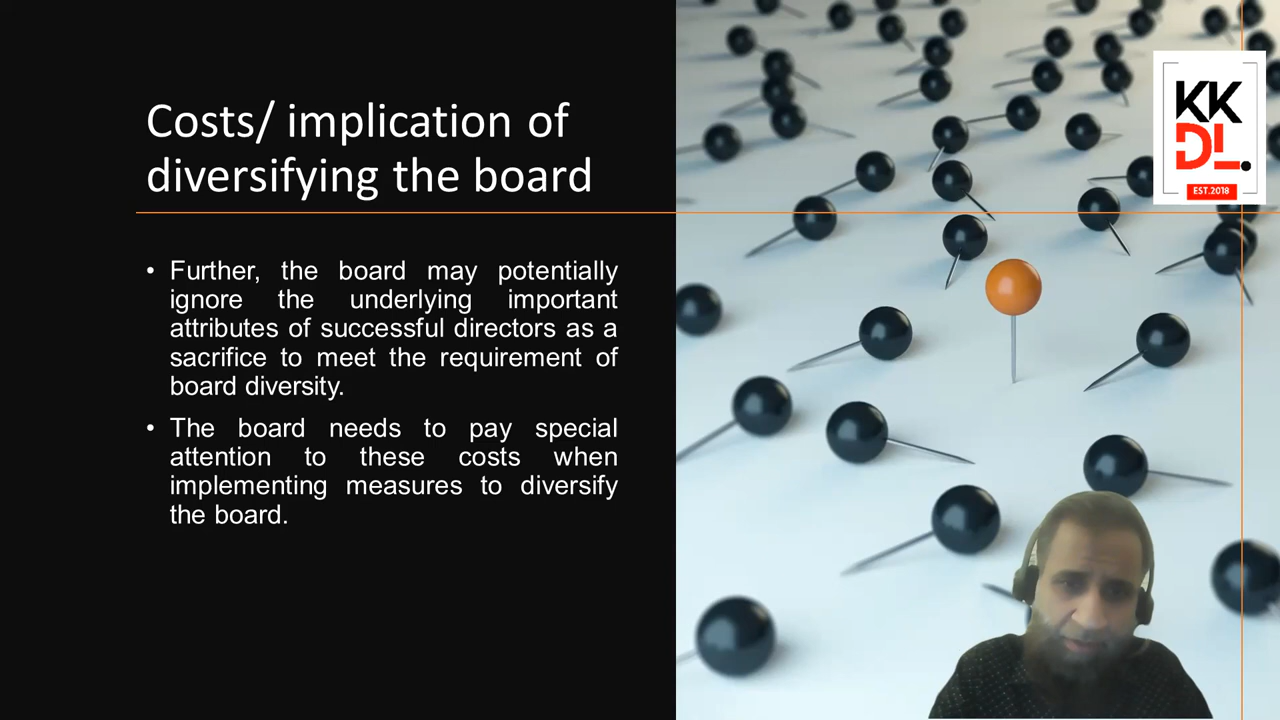 Costs/ implication of
diversifying the board
• Further, the board may potentially
ignore the underlying important
attributes of successful directors as a
sacrifice to meet the requirement of
board diversity.
• The board needs to pay special
attention to these costs when
implementing measures to diversify
the board.
KK
DL.
EST.2018